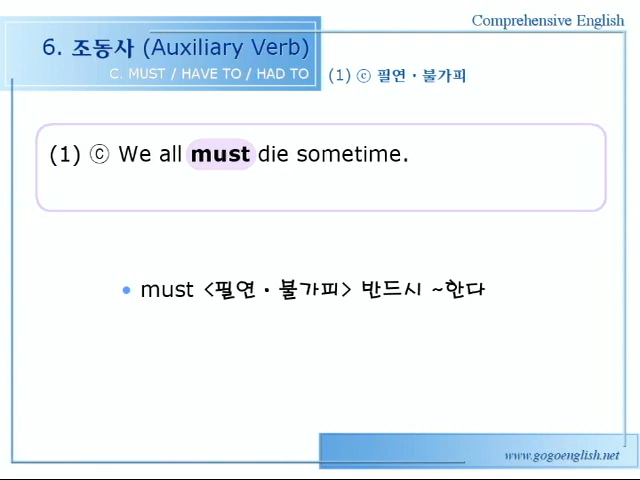 Comprehensive English
6. 조동사 (Auxiliary Verb)
C. MUST / HAVE TO / HAD TO
(1) ⓒ 필연·불가피
(1) ⓒ We all must die sometime.
• must <필연·불가피> 반드시 ~한다
www.gogoenglish.net